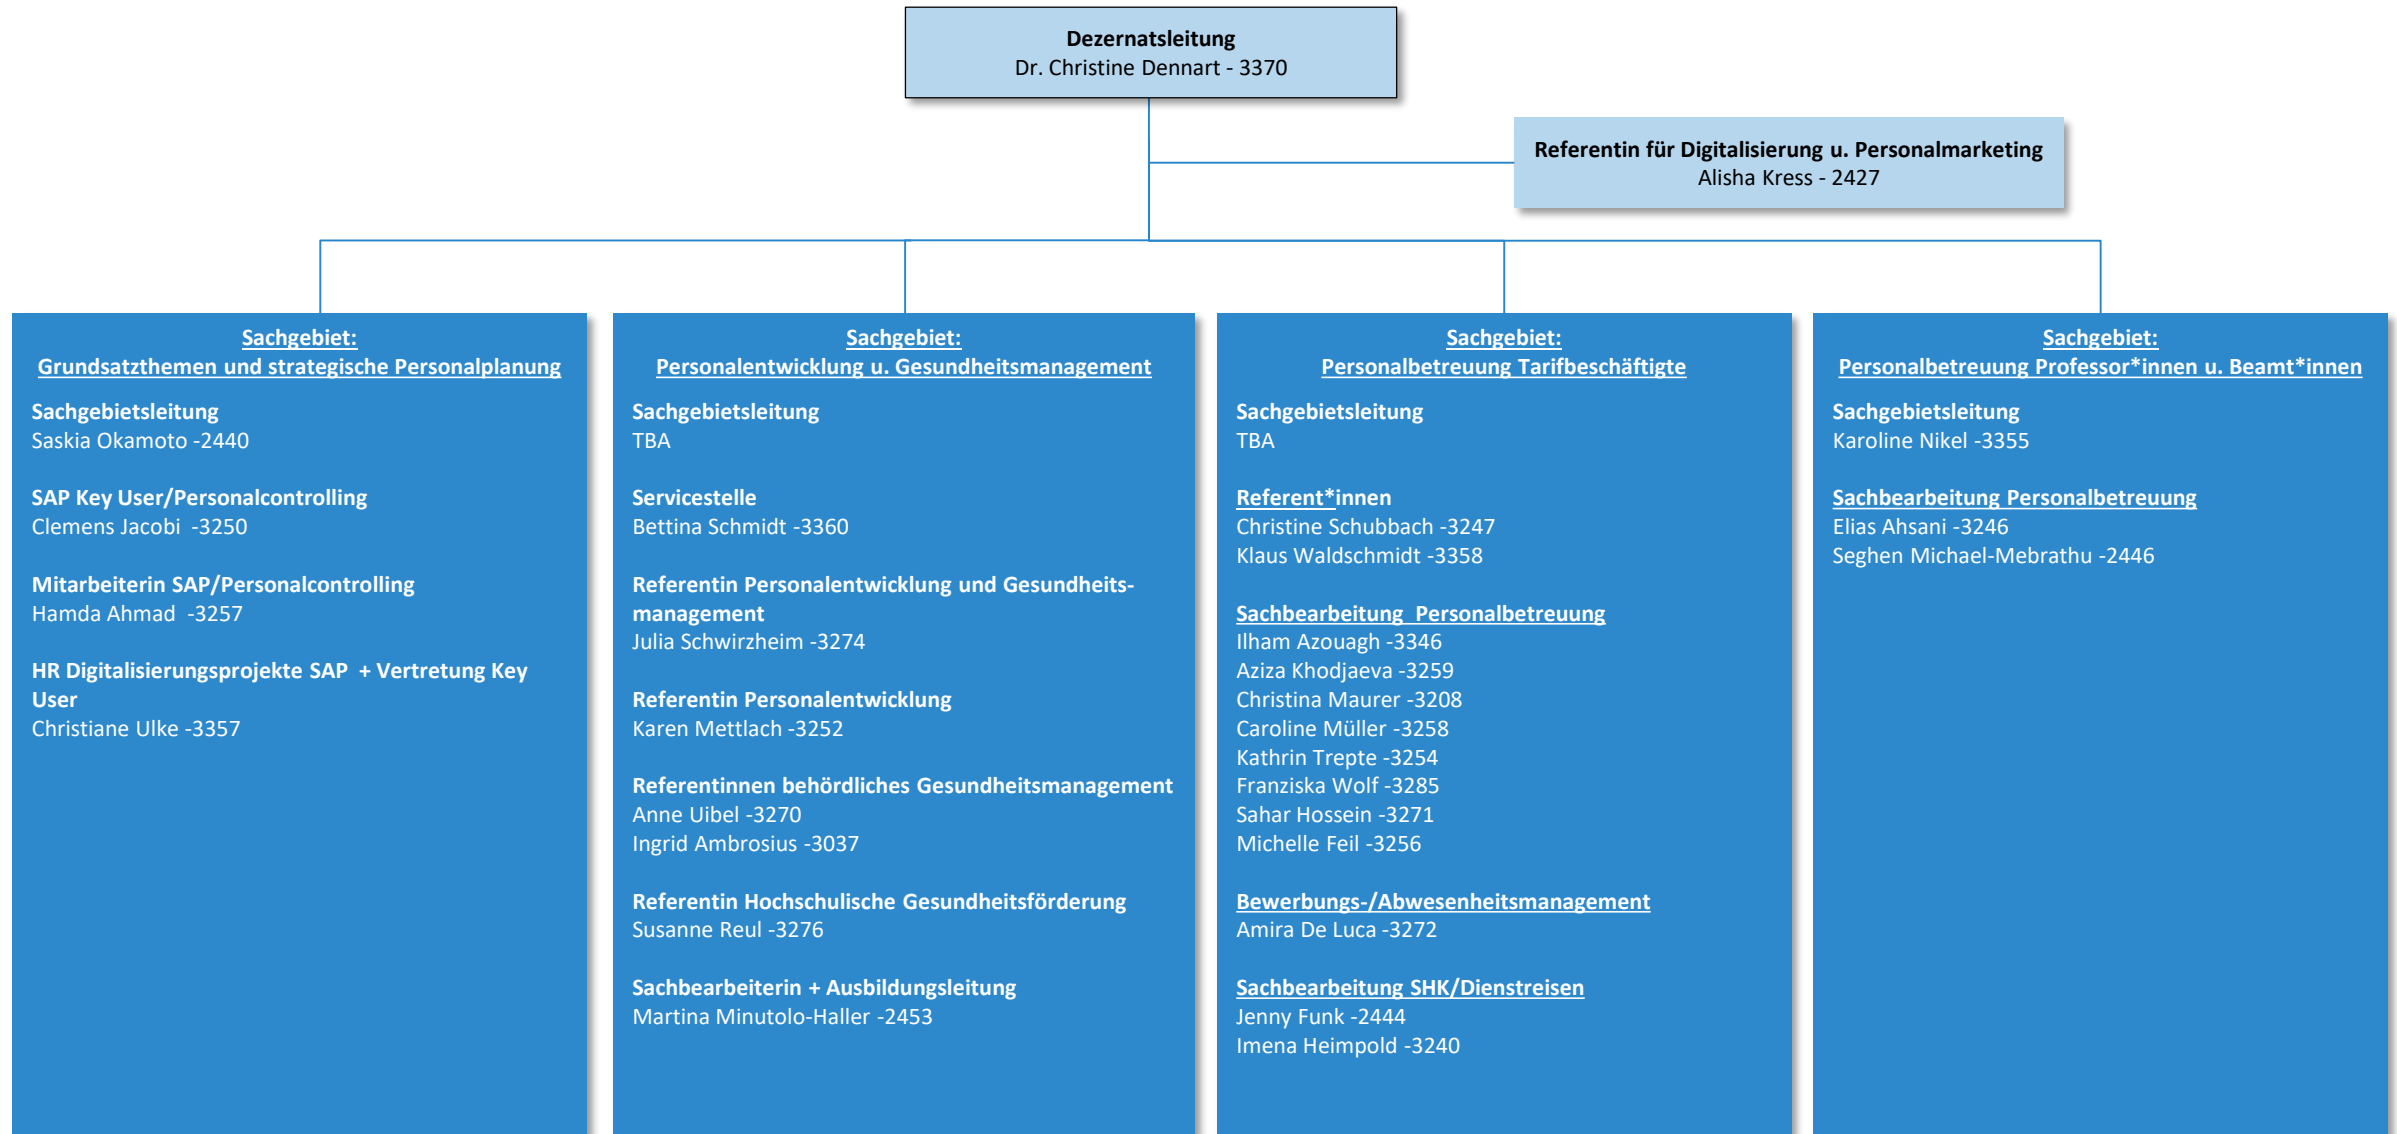 Dezernatsleitung
Dr. Christine Dennart - 3370
Referentin für Digitalisierung u. Personalmarketing
Alisha Kress - 2427
Sachgebiet:
Grundsatzthemen und strategische Personalplanung
Sachgebietsleitung
Saskia Okamoto -2440
SAP Key User/Personalcontrolling
Clemens Jacobi -3250
Mitarbeiterin SAP/Personalcontrolling
Hamda Ahmad -3257
HR Digitalisierungsprojekte SAP + Vertretung Key
User
Christiane Ulke -3357
Sachgebiet:
Personalentwicklung u. Gesundheitsmanagement
Sachgebietsleitung
TBA
Servicestelle
Bettina Schmidt -3360
Referentin Personalentwicklung und Gesundheits-
management
Julia Schwirzheim -3274
Referentin Personalentwicklung
Karen Mettlach -3252
Referentinnen behördliches Gesundheitsmanagement
Anne Uibel -3270
Ingrid Ambrosius -3037
Referentin Hochschulische Gesundheitsförderung
Susanne Reul -3276
Sachbearbeiterin + Ausbildungsleitung
Martina Minutolo-Haller -2453
Sachgebiet:
Personalbetreuung Tarifbeschäftigte
Sachgebietsleitung
TBA
Referent*innen
Christine Schubbach -3247
Klaus Waldschmidt -3358
Sachbearbeitung Personalbetreuung
Ilham Azouagh -3346
Aziza Khodjaeva -3259
Christina Maurer -3208
Caroline Müller -3258
Kathrin Trepte -3254
Franziska Wolf -3285
Sahar Hossein -3271
Michelle Feil -3256
Bewerbungs-/Abwesenheitsmanagement
Amira De Luca -3272
Sachbearbeitung SHK/Dienstreisen
Jenny Funk -2444
Imena Heimpold -3240
Sachgebiet:
Personalbetreuung Professor*innen u. Beamt*innen
Sachgebietsleitung
Karoline Nikel -3355
Sachbearbeitung Personalbetreuung
Elias Ahsani -3246
Seghen Michael-Mebrathu -2446